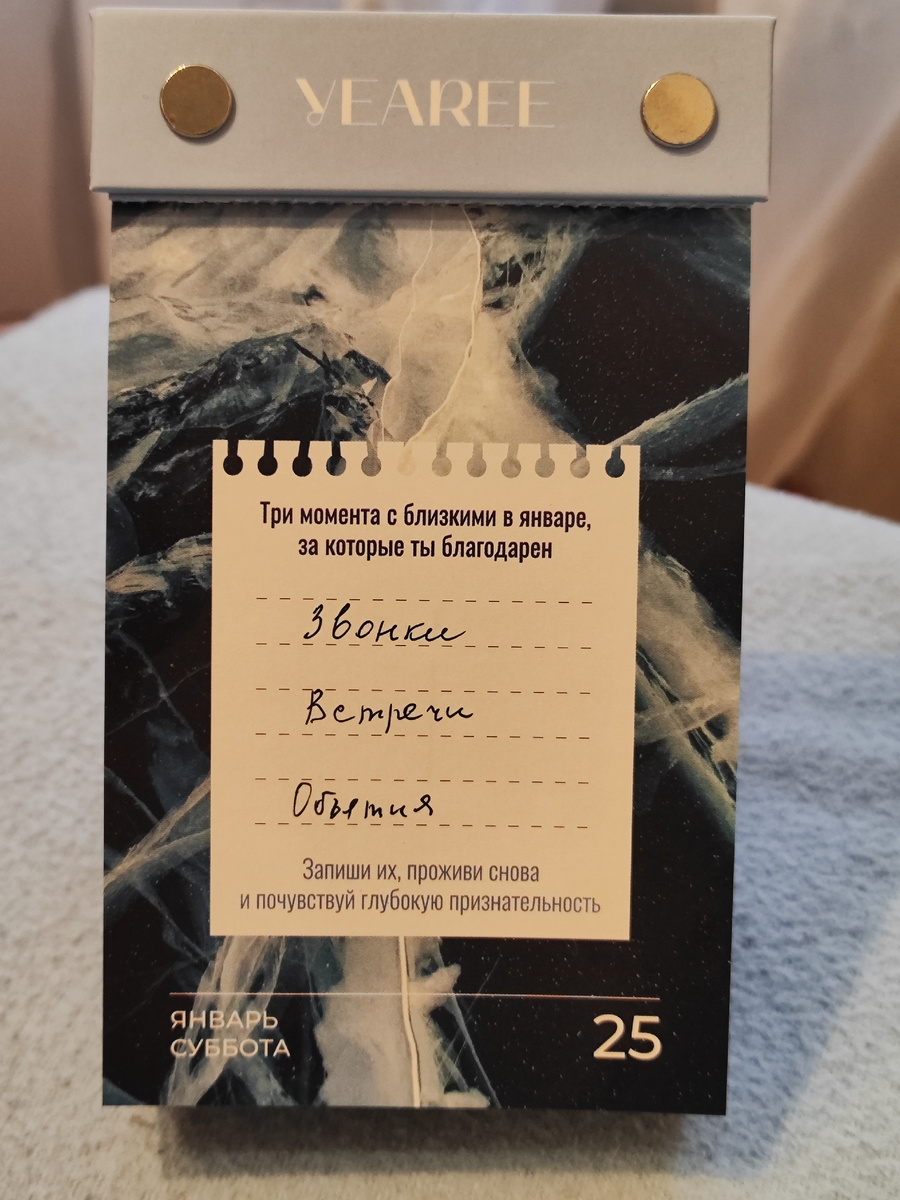 YEAREE
Три момента с близкими в январе,
за которые ты благодарен
Звонки
Встречи
Объятия
Запиши их, проживи снова
и почувствуй глубокую признательность
ЯНВАРЬ
СУББОТА
25